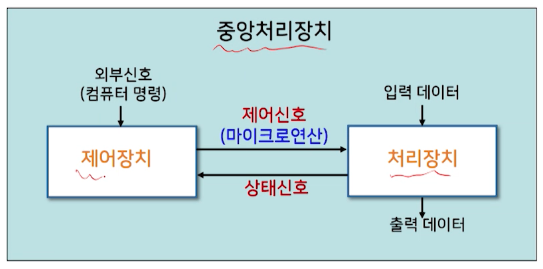 중앙처리장치
외부신호
(컴퓨터 명령)
입력 데이터
제어신호
(마이크로연산)
제어장치
처리장치
상태신호
출력 데이터